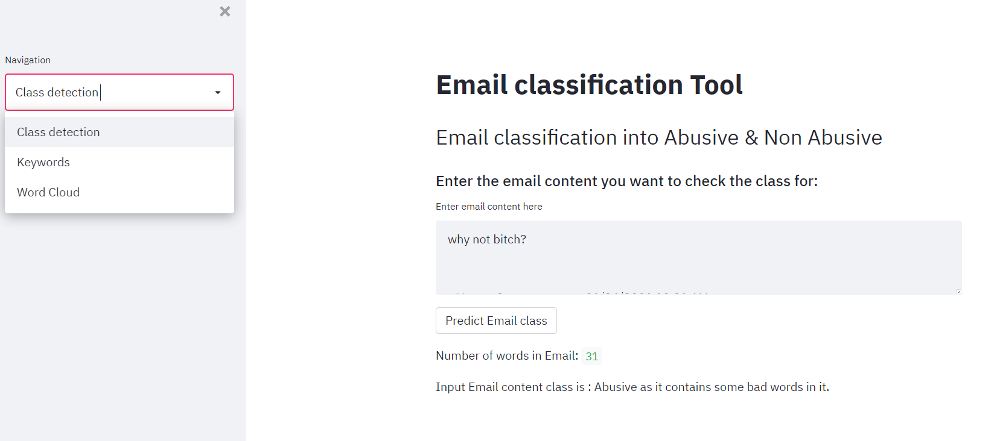 Navigation
Class detection
Class detection
Keywords
Word Cloud
Email classification Tool
Email classification into Abusive & Non Abusive
Enter the email content you want to check the class for:
Enter email content here
why not bitch?
Predict Email class
Number of words in Email: 31
Input Email content class is : Abusive as it contains some bad words in it.